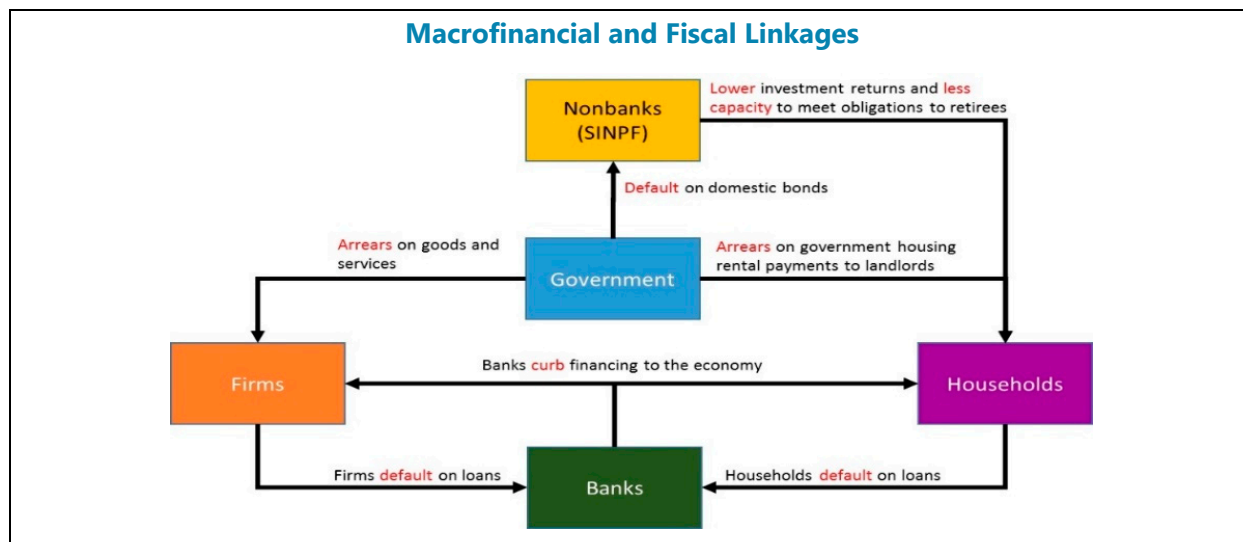 Macrofinancial and Fiscal Linkages
Lower investment returns and less
capacity to meet obligations to retirees
Nonbanks
(SINPF)
Default on domestic bonds
Arrears on goods and
services
Arrears on government housing
rental payments to landlords
Government
Banks curb financing to the economy
Firms
Households
Firms default on loans
Households default on loans
Banks